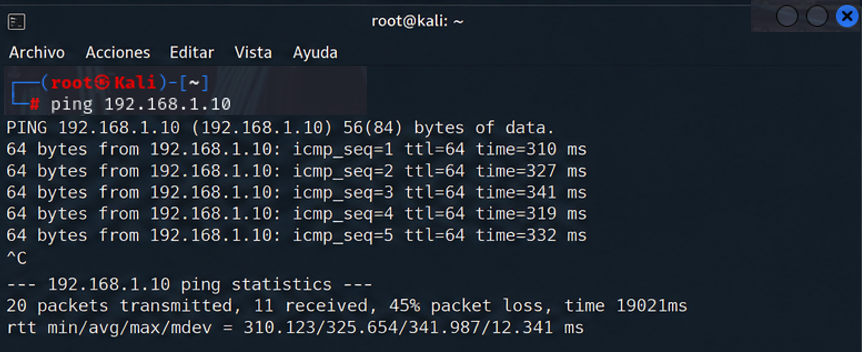 root@kali: ~
Archivo Acciones Editar Vista Ayuda
┌──(root㉿Kali)-[~]
└─# ping 192.168.1.10
PING 192.168.1.10 (192.168.1.10) 56(84) bytes of data.
64 bytes from 192.168.1.10: icmp_seq=1 ttl=64 time=310 ms
64 bytes from 192.168.1.10: icmp_seq=2 ttl=64 time=327 ms
64 bytes from 192.168.1.10: icmp_seq=3 ttl=64 time=341 ms
64 bytes from 192.168.1.10: icmp_seq=4 ttl=64 time=319 ms
64 bytes from 192.168.1.10: icmp_seq=5 ttl=64 time=332 ms
^C
--- 192.168.1.10 ping statistics ---
20 packets transmitted, 11 received, 45% packet loss, time 19021ms
rtt min/avg/max/mdev = 310.123/325.654/341.987/12.341 ms